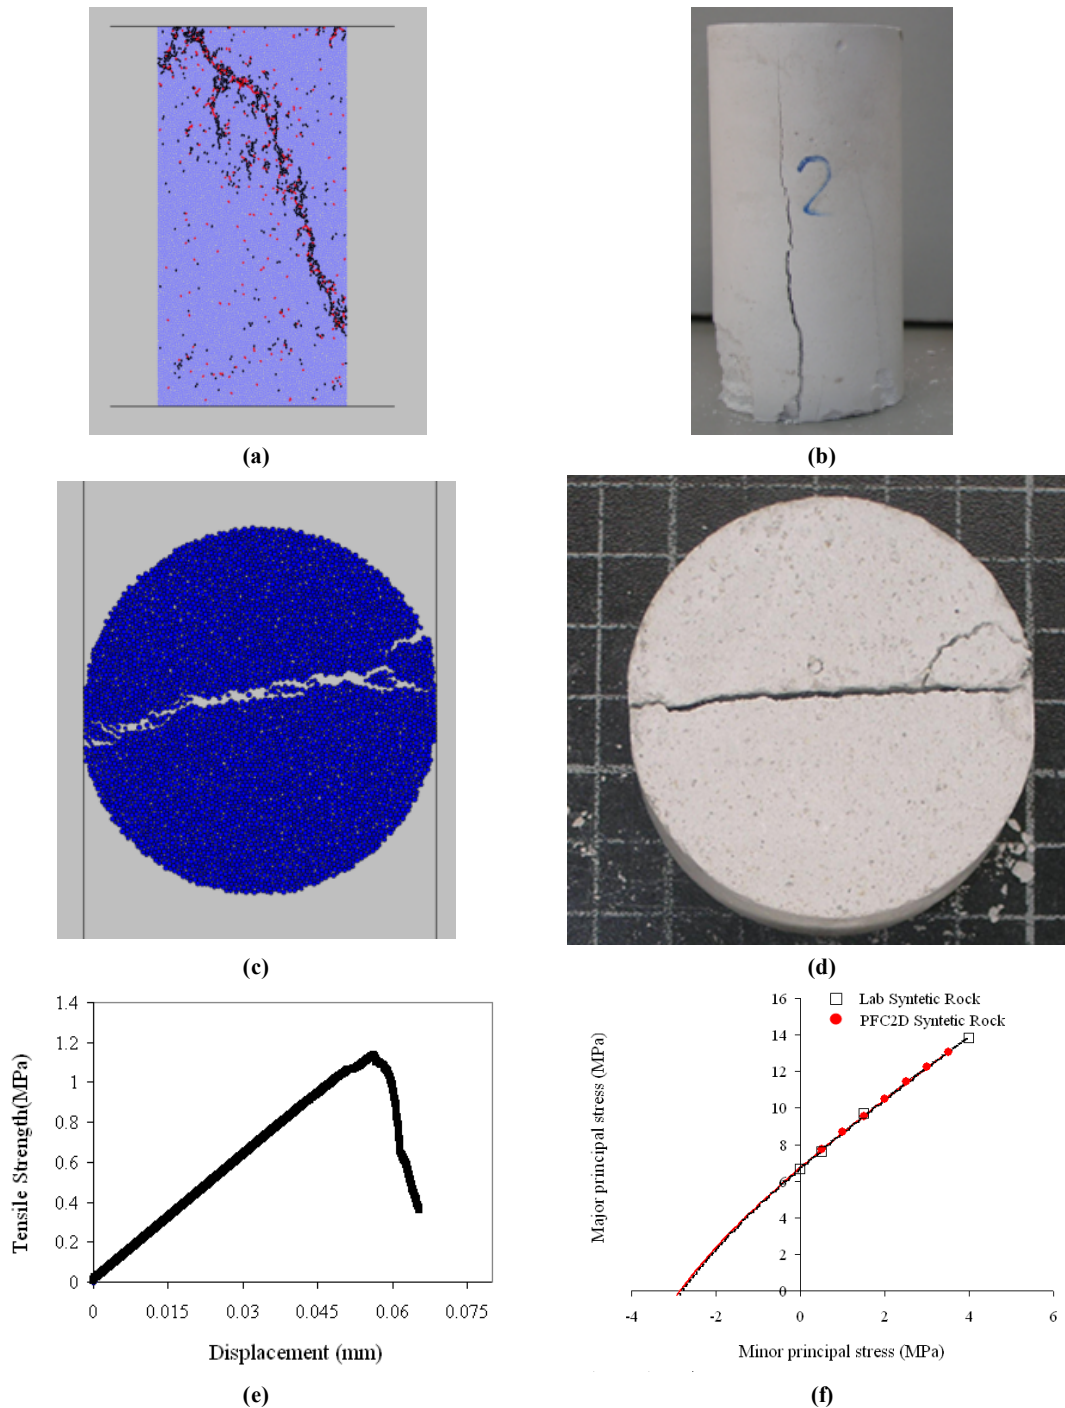 2
(a)
(b)
(c)
(d)
1.4
1.2
1
0.8
0.6
0.4
0.2
0
Tensile Strength(MPa)
0 0.015 0.03 0.045 0.06 0.075
Displacement (mm)
(e)
Lab Syntetic Rock
PFC2D Syntetic Rock
16
14
12
10
8
6
4
2
0
Major principal stress (MPa)
-4 -2 0 2 4 6
Minor principal stress (MPa)
(f)